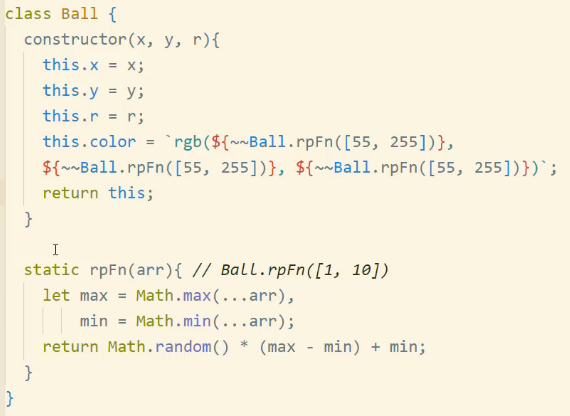 class Ball {
constructor(x, y, r){
this.x = x;
this.y = y;
this.r = r;
this.color = `rgb(${~~Ball.rpFn([55, 255])},
${~~Ball.rpFn([55, 255])}, ${~~Ball.rpFn([55, 255])})`;
return this;
}
static rpFn(arr){ // Ball.rpFn([1, 10])
let max = Math.max(...arr),
min = Math.min(...arr);
return Math.random() * (max - min) + min;
}
}